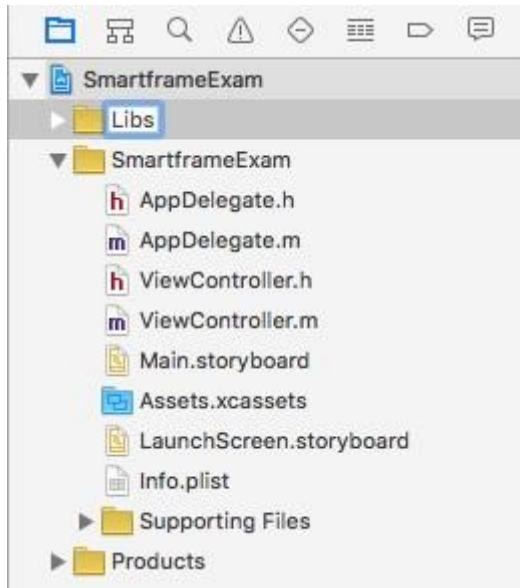 SmartframeExam
Libs
SmartframeExam
h AppDelegate.h
m AppDelegate.m
h ViewController.h
m ViewController.m
Main.storyboard
Assets.xcassets
LaunchScreen.storyboard
Info.plist
Supporting Files
Products